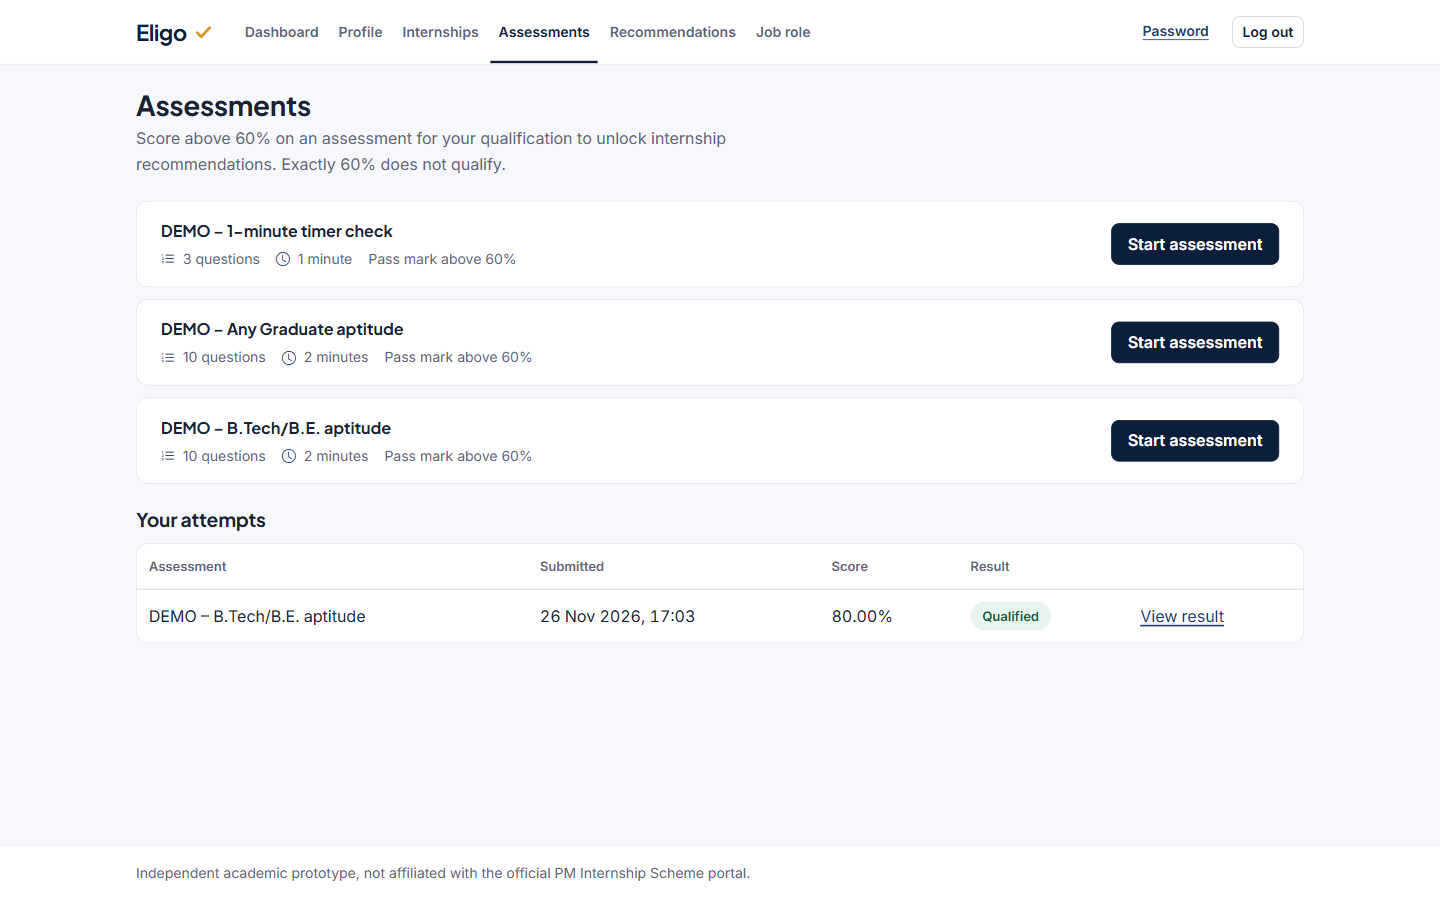 Eligo
Dashboard Profile Internships Assessments Recommendations Job role
Password Log out
Assessments
Score above 60% on an assessment for your qualification to unlock internship
recommendations. Exactly 60% does not qualify.
DEMO – 1-minute timer check
3 questions 1 minute Pass mark above 60%
Start assessment
DEMO – Any Graduate aptitude
10 questions 2 minutes Pass mark above 60%
Start assessment
DEMO – B.Tech/B.E. aptitude
10 questions 2 minutes Pass mark above 60%
Start assessment
Your attempts
Assessment Submitted Score Result
DEMO – B.Tech/B.E. aptitude 26 Nov 2026, 17:03 80.00% Qualified View result
Independent academic prototype, not affiliated with the official PM Internship Scheme portal.